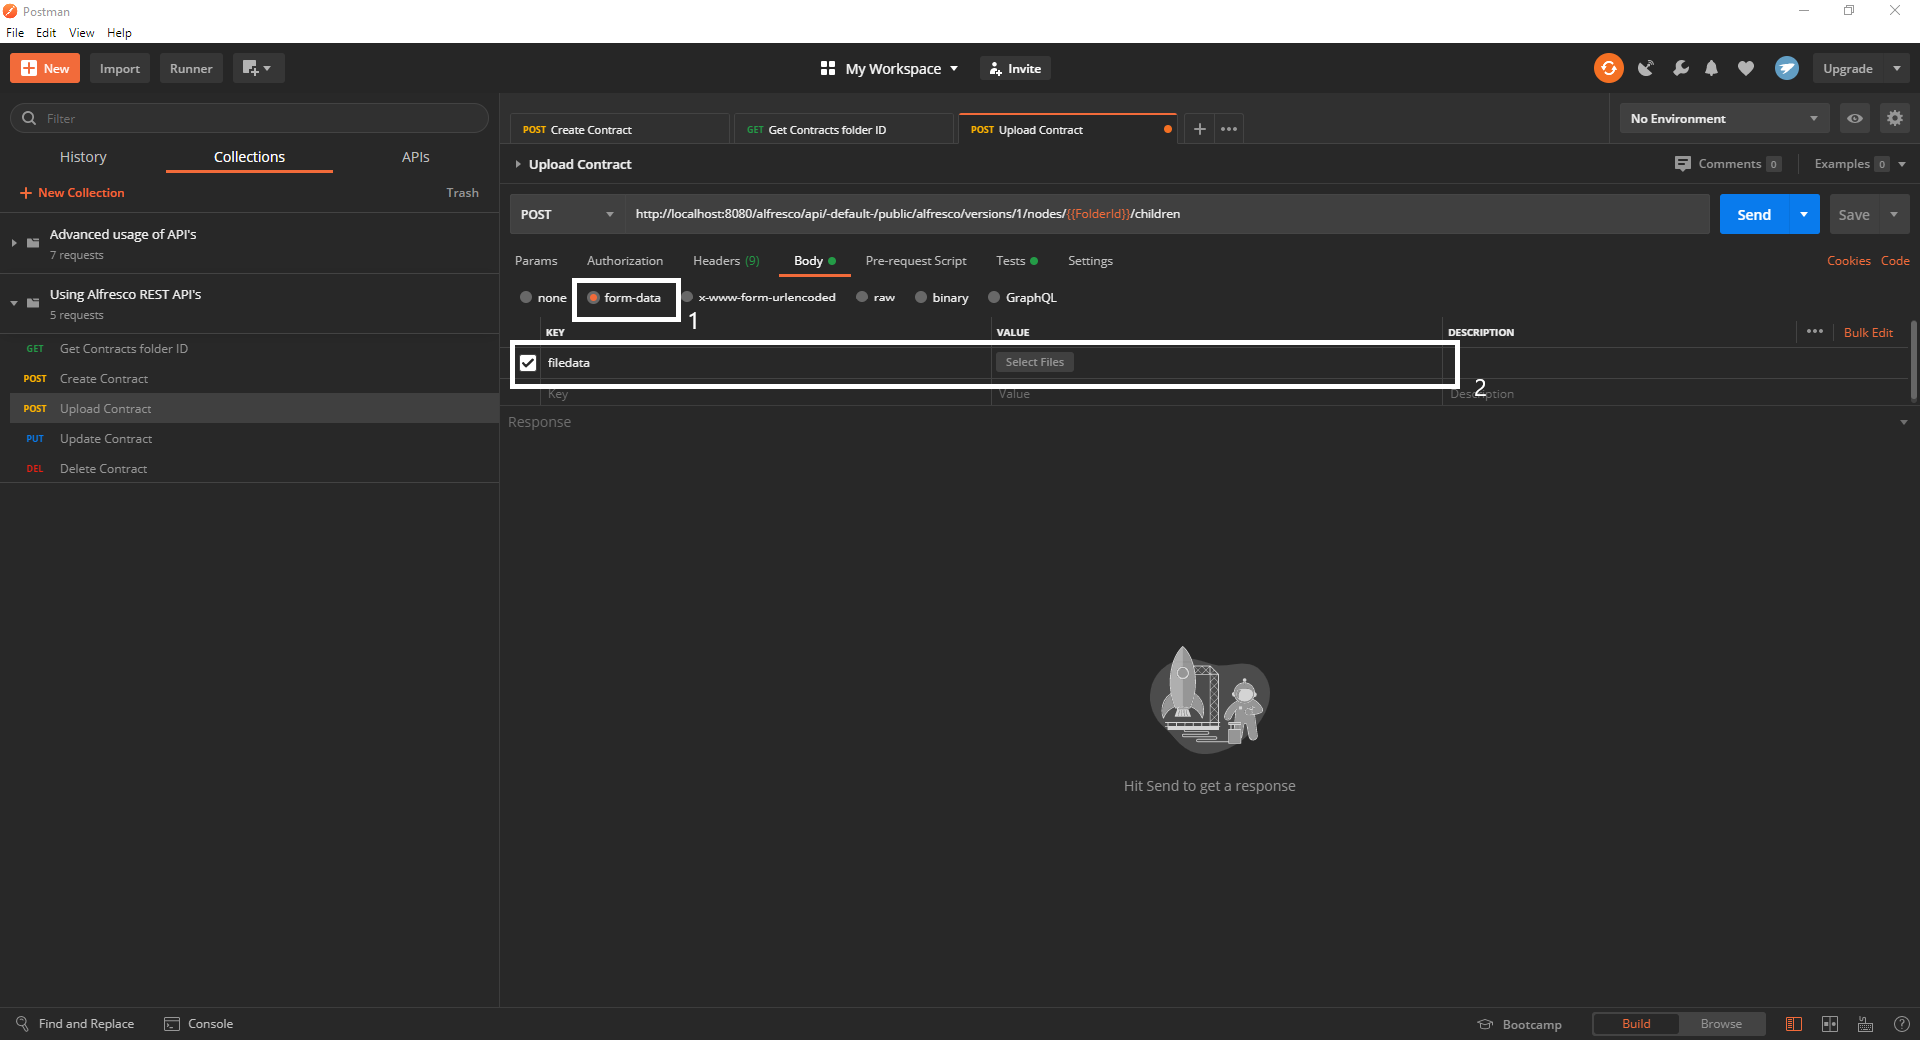 Postman
File Edit View Help
New Import Runner My Workspace Invite Upgrade
Filter
History Collections APIs
New Collection Trash
Advanced usage of API's
7 requests
Using Alfresco REST API's
5 requests
GET Get Contracts folder ID
POST Create Contract
POST Upload Contract
PUT Update Contract
DEL Delete Contract
POST Create Contract GET Get Contracts folder ID POST Upload Contract No Environment
Upload Contract Comments 0 Examples 0
POST http://localhost:8080/alfresco/api/-default-/public/alfresco/versions/1/nodes/{{FolderId}}/children Send Save
Params Authorization Headers (9) Body Pre-request Script Tests Settings Cookies Code
none form-data x-www-form-urlencoded raw binary GraphQL
1
KEY VALUE DESCRIPTION Bulk Edit
filedata Select Files
2
Key Value Description
Response
Hit Send to get a response
Find and Replace Console Bootcamp Build Browse